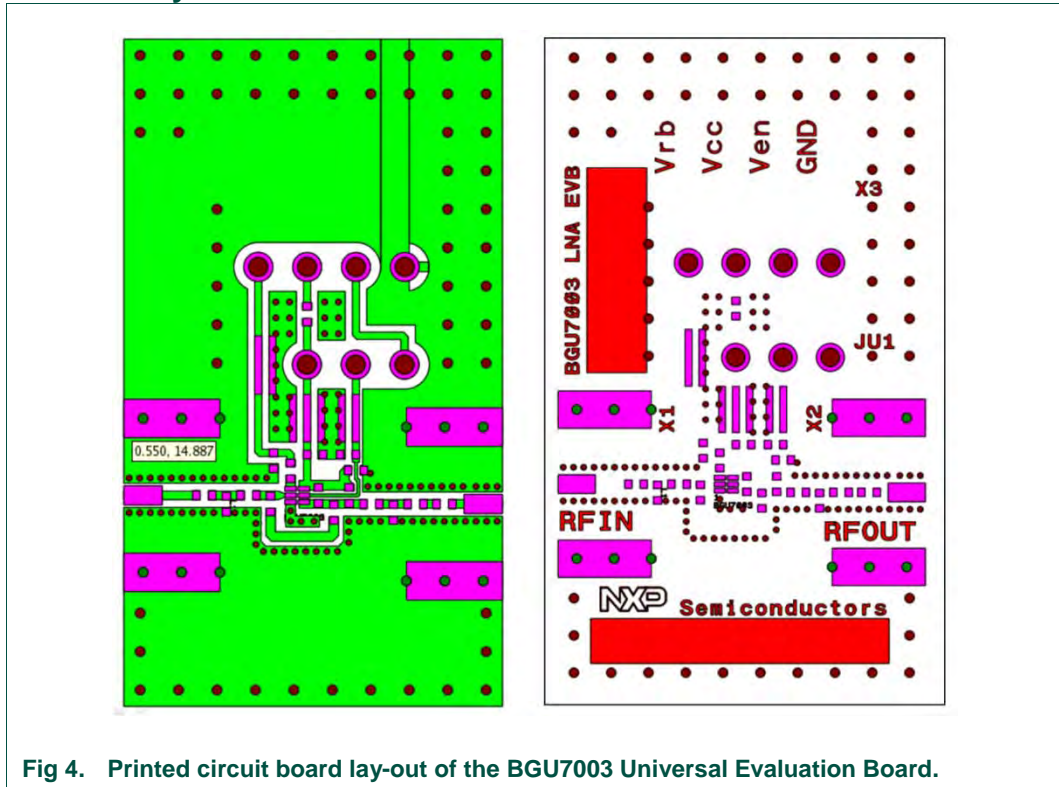 0.550, 14.887
Vrb
Vcc
Ven
GND
BGU7003 LNA EVB
X3
JU1
X1
X2
BGU7003
RFIN
RFOUT
NXP Semiconductors
Fig 4. Printed circuit board lay-out of the BGU7003 Universal Evaluation Board.